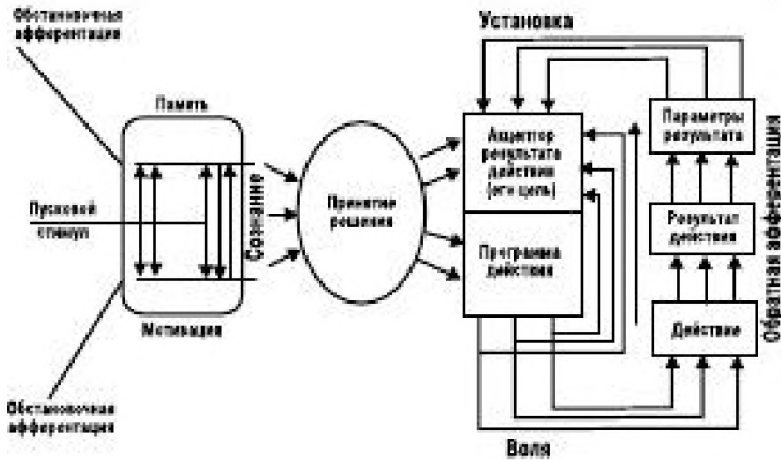 Обстановочная
афферентация
Установка
Память
Акцептор
результата
действия
(его цель)
Параметры
результата
Пусковой
стимул
Сознание
Принятие
решения
Результат
действия
Обратная афферентация
Программа
действия
Мотивация
Действие
Обстановочная
афферентация
Воля